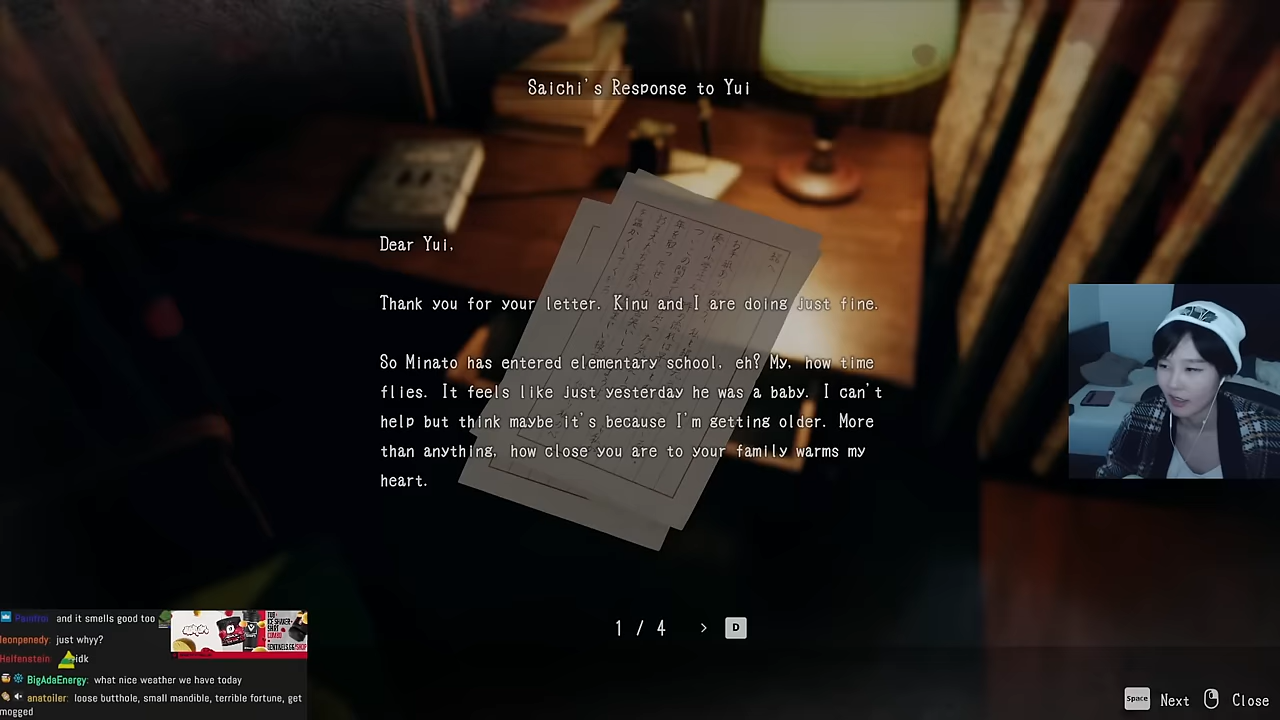 Saichi's Response to Yui
Dear Yui,
Thank you for your letter. Kinu and I are doing just fine.
So Minato has entered elementary school, eh? My, how time
flies. It feels like just yesterday he was a baby. I can't
help but think maybe it's because I'm getting older. More
than anything, how close you are to your family warms my
heart.
1 / 4 > D
and it smells good too
leonpenedy: just whyy?
Helfenstein: idk
BigAdaEnergy: what nice weather we have today
anatoiler: loose butthole, small mandible, terrible fortune, get
mogged
Space Next Close